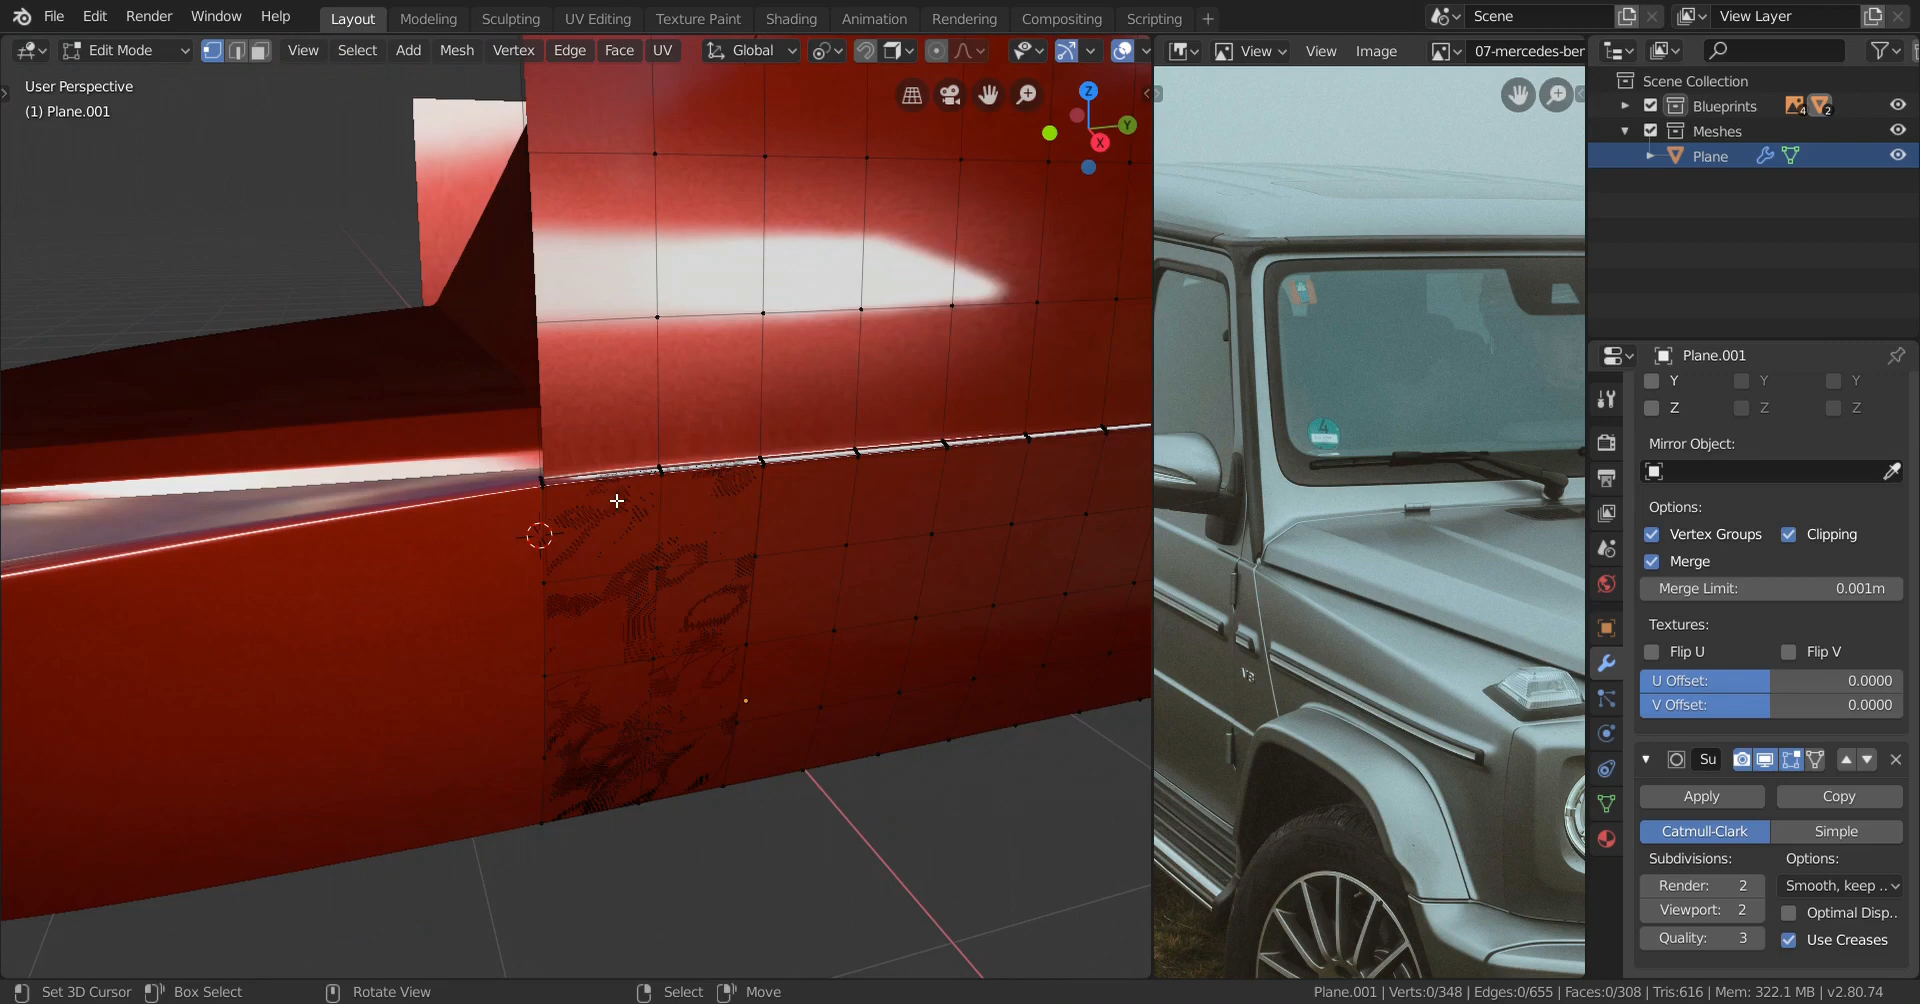 File Edit Render Window Help
Layout Modeling Sculpting UV Editing Texture Paint Shading Animation Rendering Compositing Scripting +
Scene
View Layer
Edit Mode View Select Add Mesh Vertex Edge Face UV Global
View View Image 07-mercedes-ber
User Perspective
(1) Plane.001
Z
Y
X
Scene Collection
Blueprints 4 2
Meshes
Plane
Plane.001
Y Y Y
Z Z Z
Mirror Object:
Options:
Vertex Groups Clipping
Merge
Merge Limit: 0.001m
Textures:
Flip U Flip V
U Offset: 0.0000
V Offset: 0.0000
Su
Apply Copy
Catmull-Clark Simple
Subdivisions: Options:
Render: 2 Smooth, keep ..
Viewport: 2 Optimal Disp..
Quality: 3 Use Creases
4
V8
Set 3D Cursor Box Select Rotate View Select Move
Plane.001 | Verts:0/348 | Edges:0/655 | Faces:0/308 | Tris:616 | Mem: 322.1 MB | v2.80.74